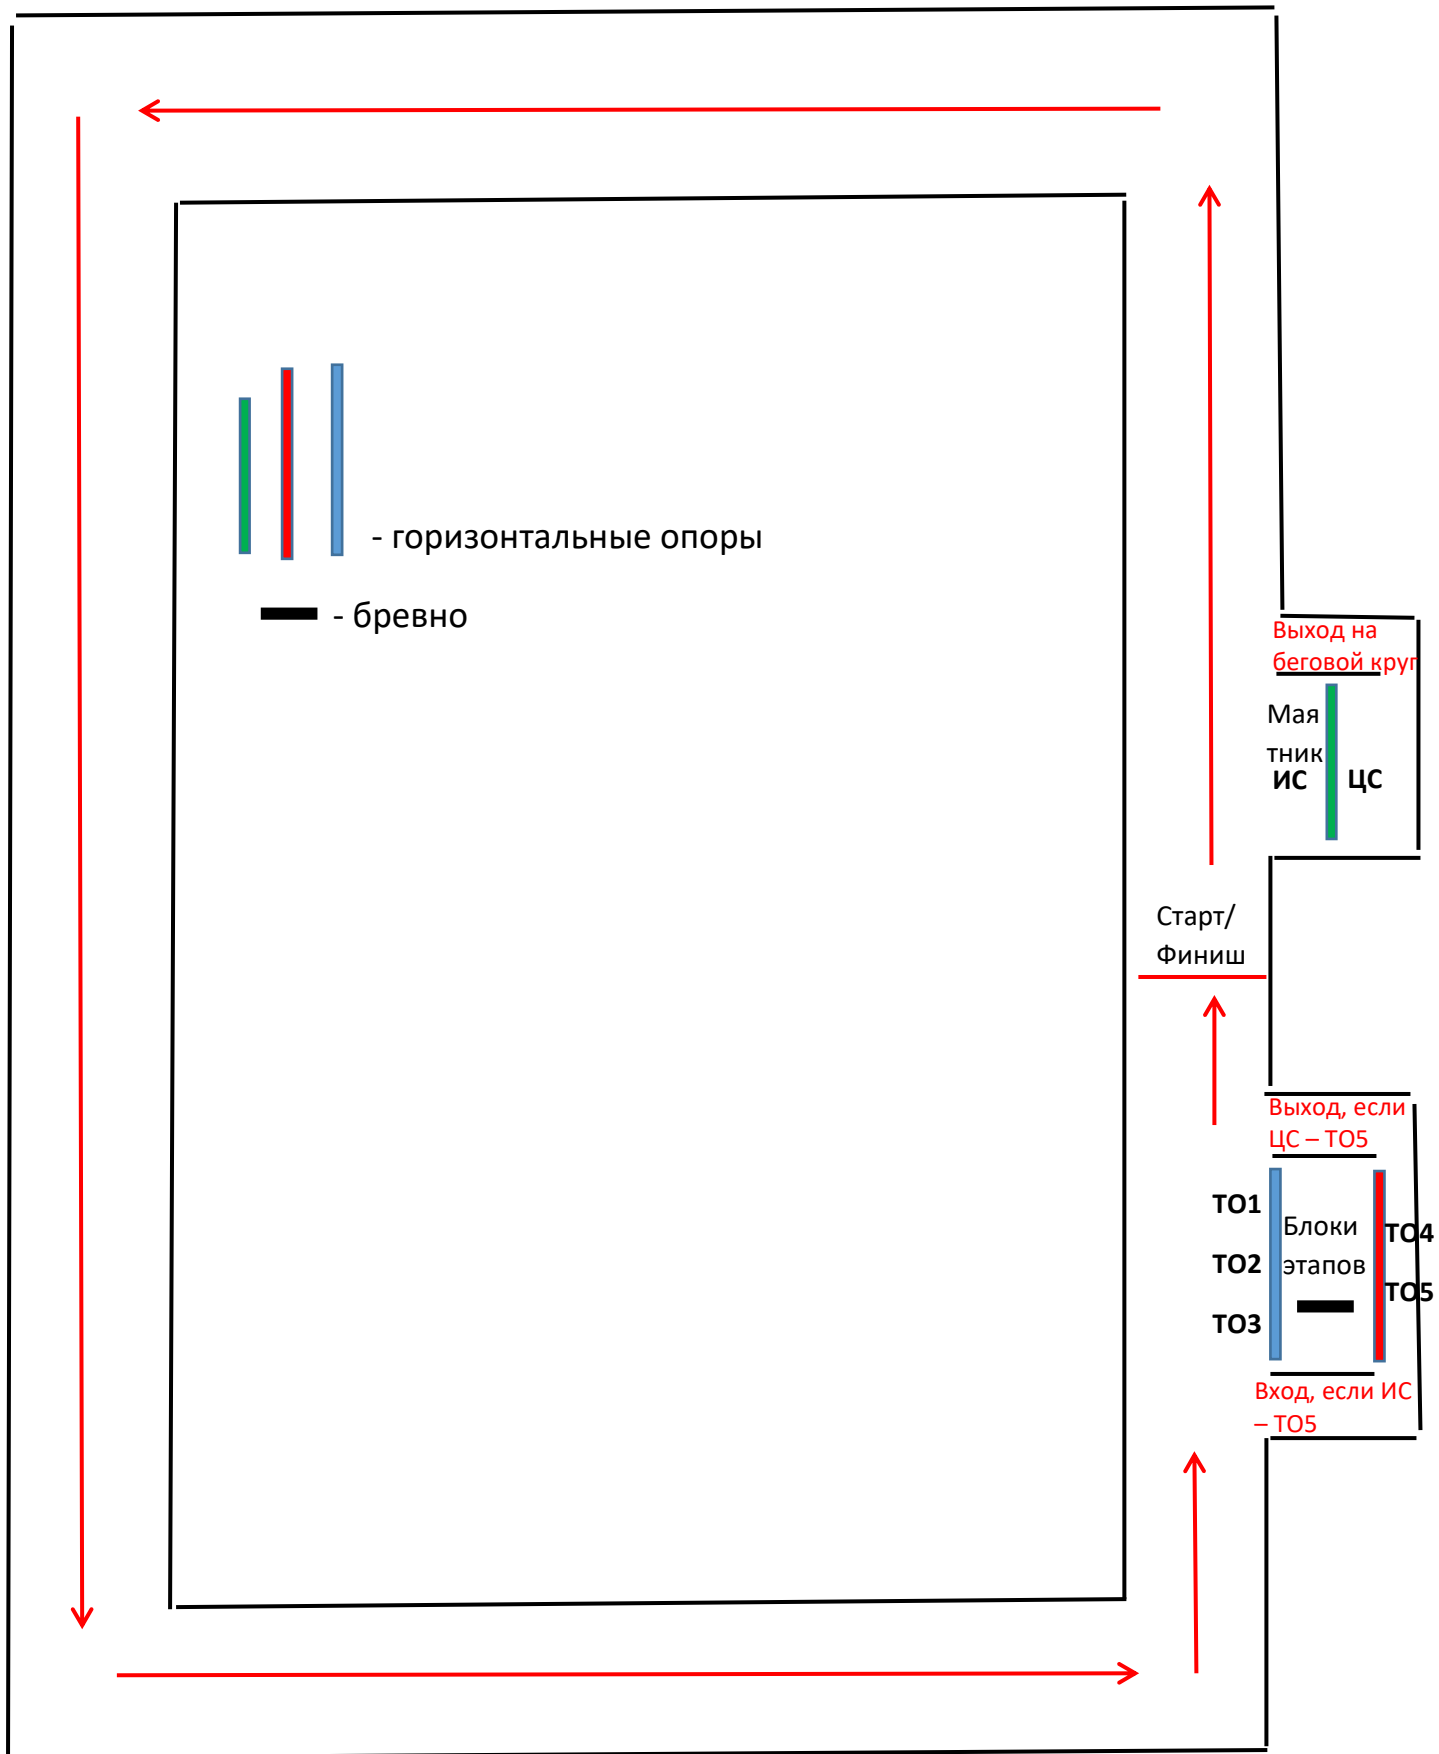 - горизонтальные опоры
- бревно
Выход на
беговой круг
Мая
тник
ИС
ЦС
Старт/
Финиш
Выход, если
ЦС – ТО5
ТО1
ТО2
ТО3
Блоки
этапов
ТО4
ТО5
Вход, если ИС
– ТО5